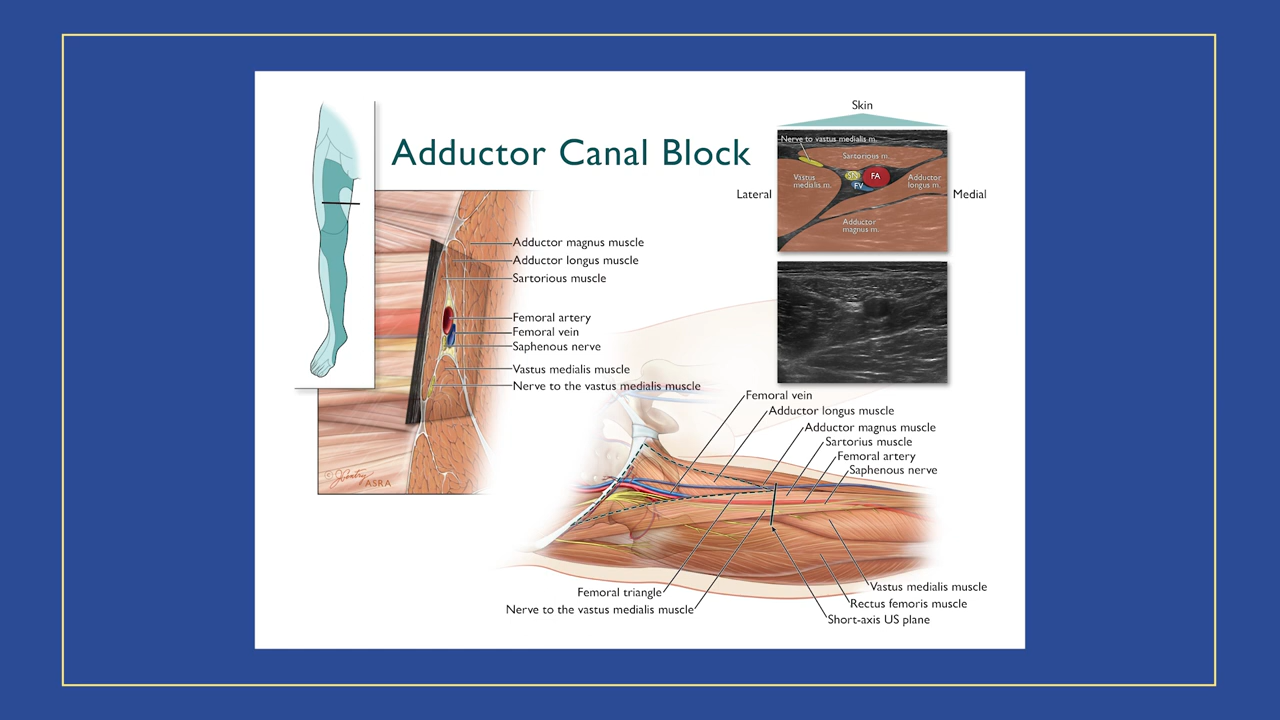 Adductor Canal Block
Skin
Nerve to vastus medialis m.
Sartorious m.
Vastus
medialis m.
SN
FA
FV
Adductor
longus m.
Adductor
magnus m.
Lateral
Medial
Adductor magnus muscle
Adductor longus muscle
Sartorious muscle
Femoral artery
Femoral vein
Saphenous nerve
Vastus medialis muscle
Nerve to the vastus medialis muscle
ASRA
Femoral vein
Adductor longus muscle
Adductor magnus muscle
Sartorius muscle
Femoral artery
Saphenous nerve
Femoral triangle
Nerve to the vastus medialis muscle
Vastus medialis muscle
Rectus femoris muscle
Short-axis US plane